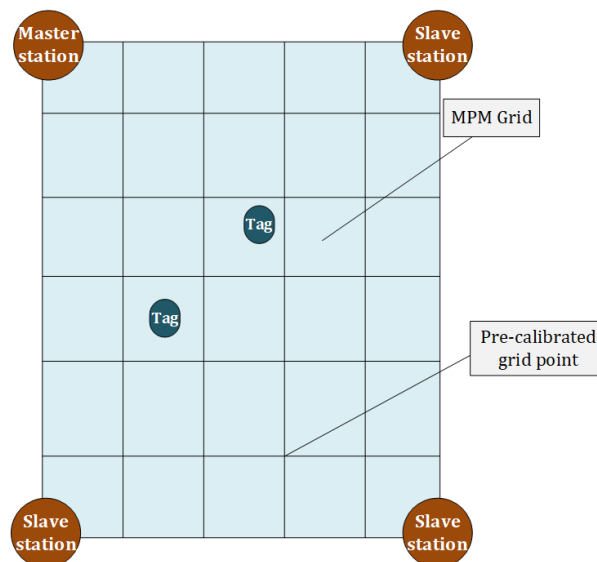 Master
station
Slave
station
MPM Grid
Tag
Tag
Pre-calibrated
grid point
Slave
station
Slave
station